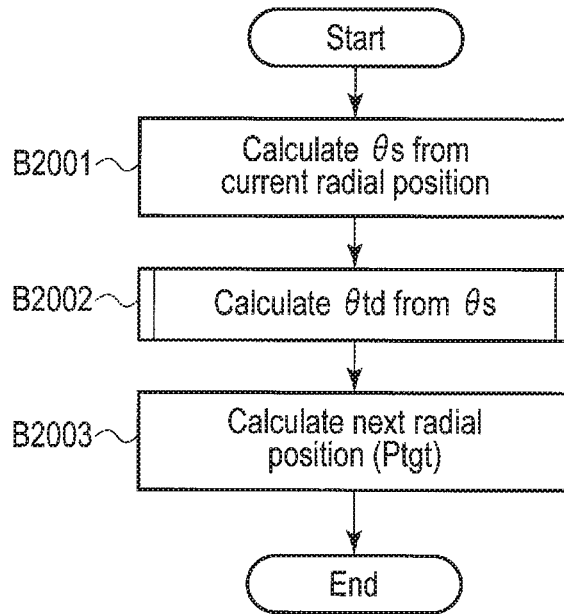 Start
B2001
Calculate θs from
current radial position
B2002
Calculate θtd from θs
B2003
Calculate next radial
position (Ptgt)
End